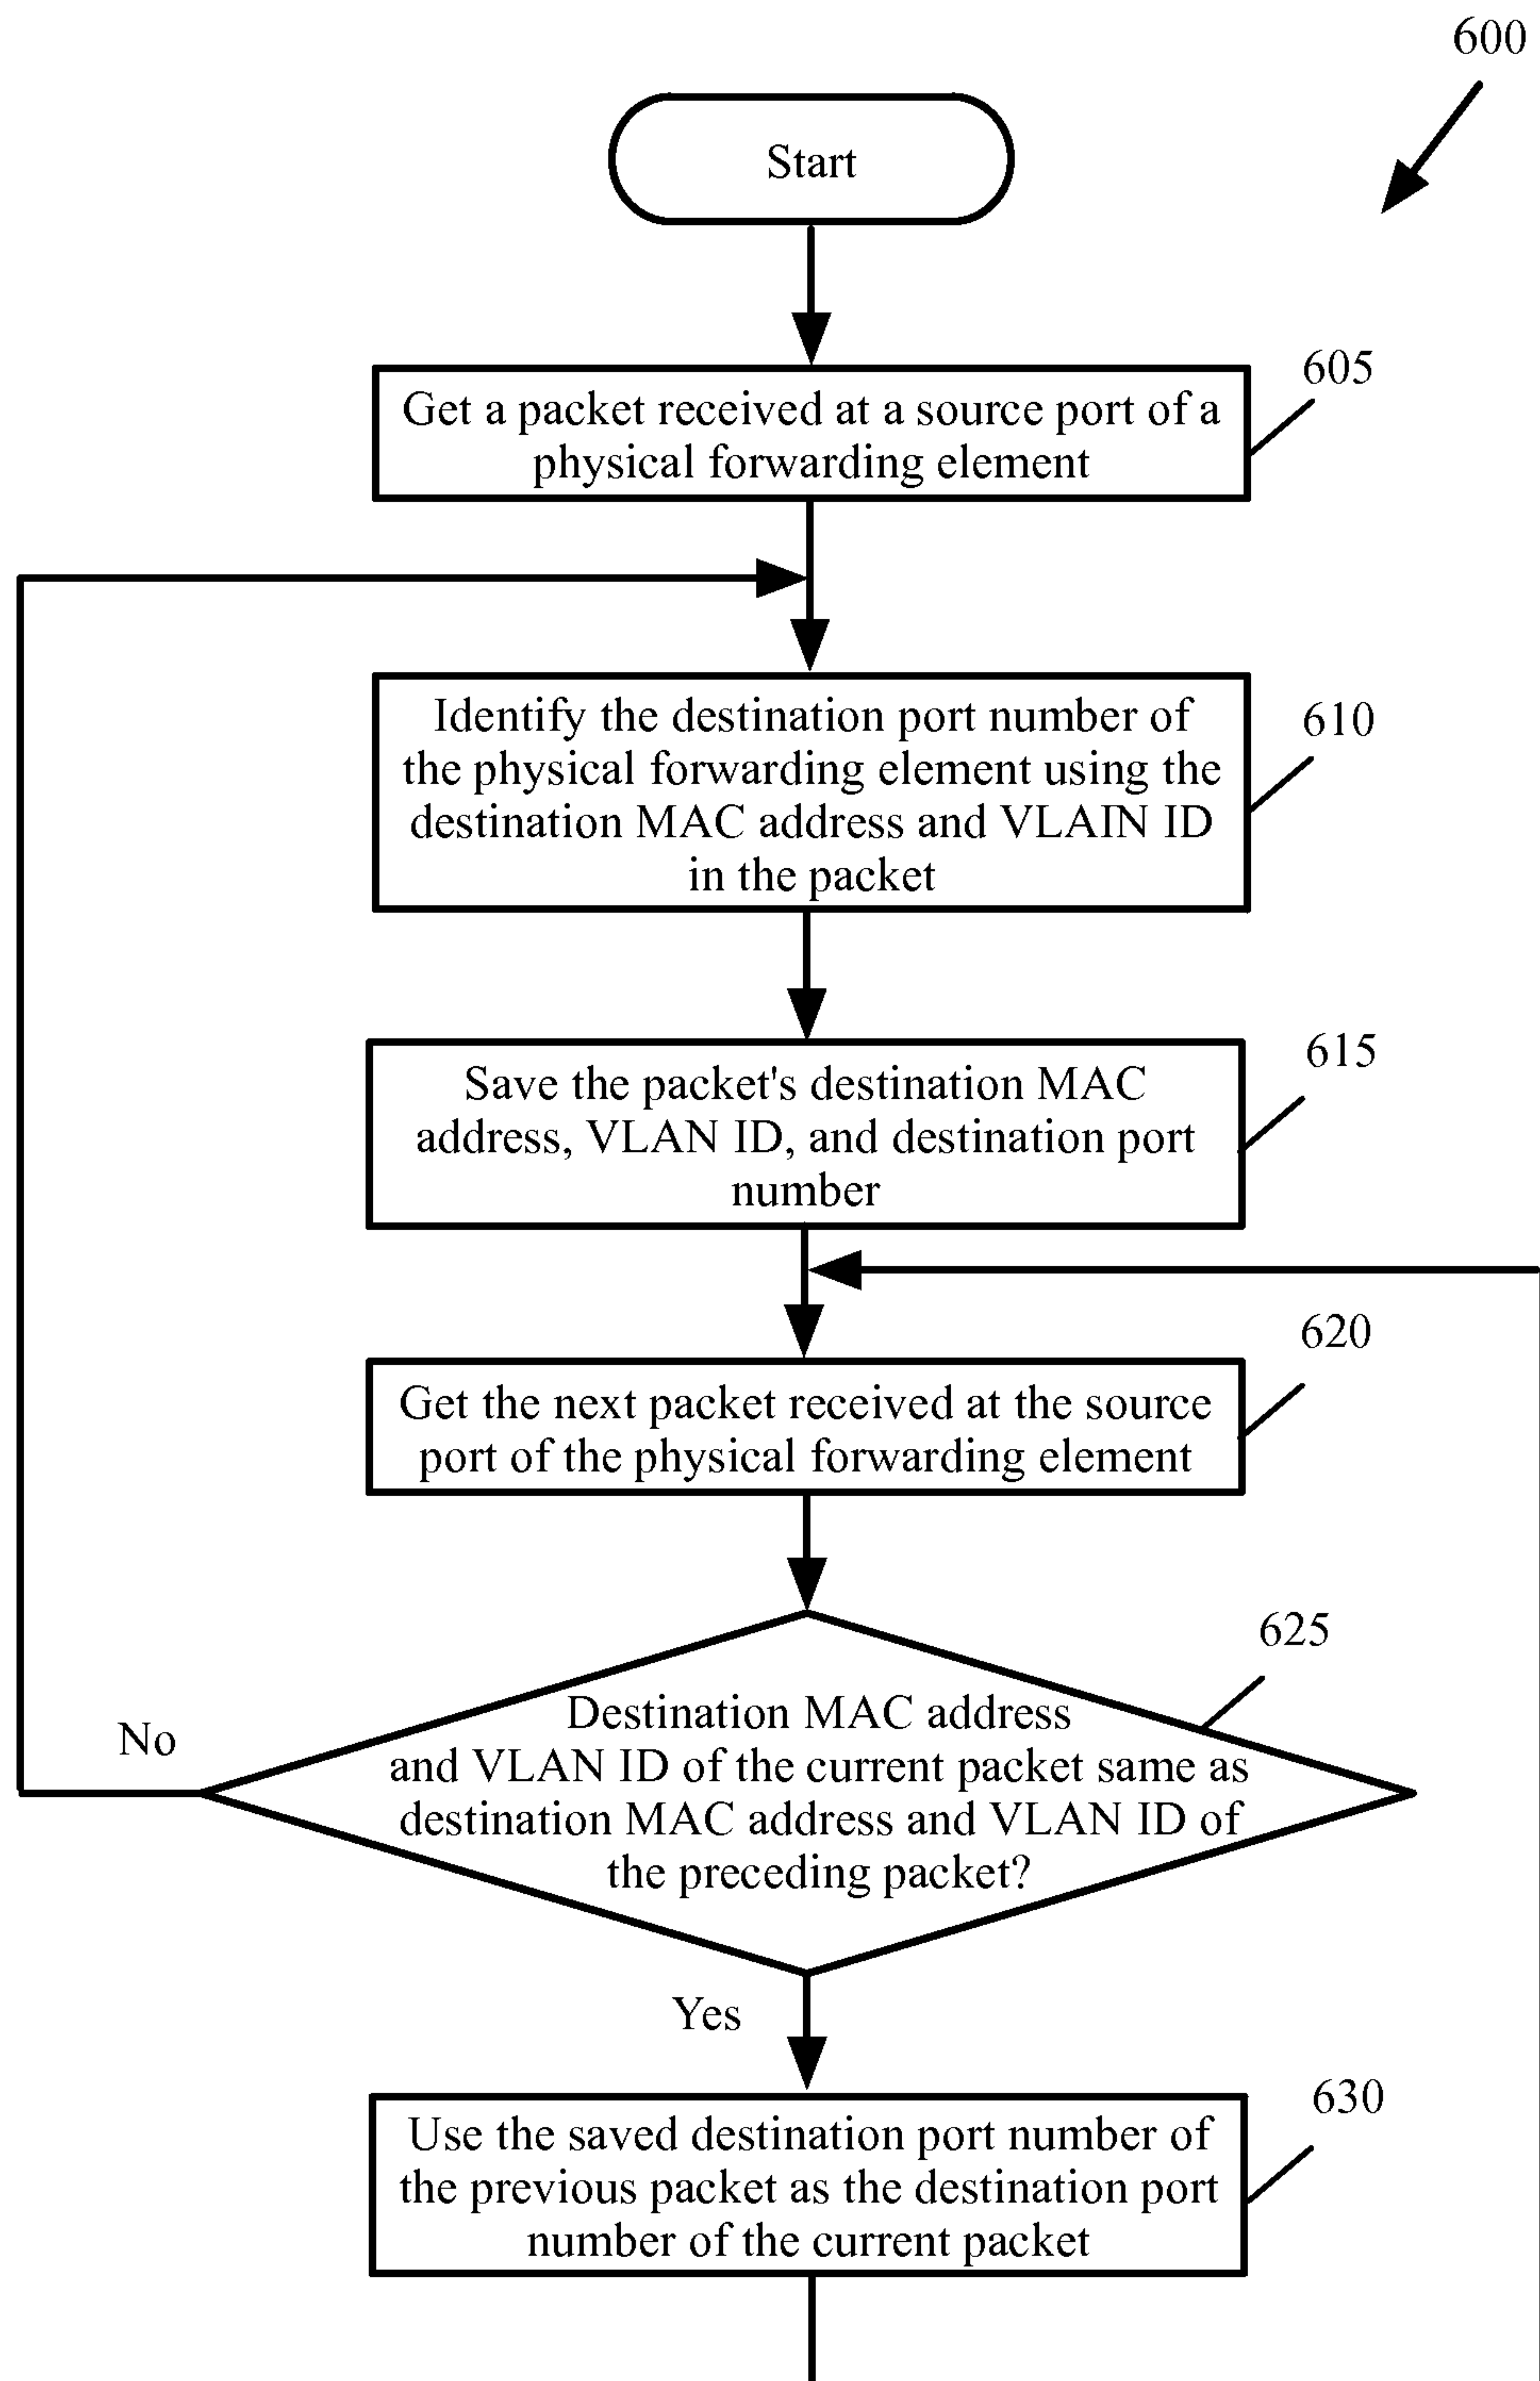 600
Start
605
Get a packet received at a source port of a
physical forwarding element
610
Identify the destination port number of
the physical forwarding element using the
destination MAC address and VLAIN ID
in the packet
615
Save the packet's destination MAC
address, VLAN ID, and destination port
number
620
Get the next packet received at the source
port of the physical forwarding element
625
Destination MAC address
and VLAN ID of the current packet same as
destination MAC address and VLAN ID of
the preceding packet?
No
Yes
630
Use the saved destination port number of
the previous packet as the destination port
number of the current packet